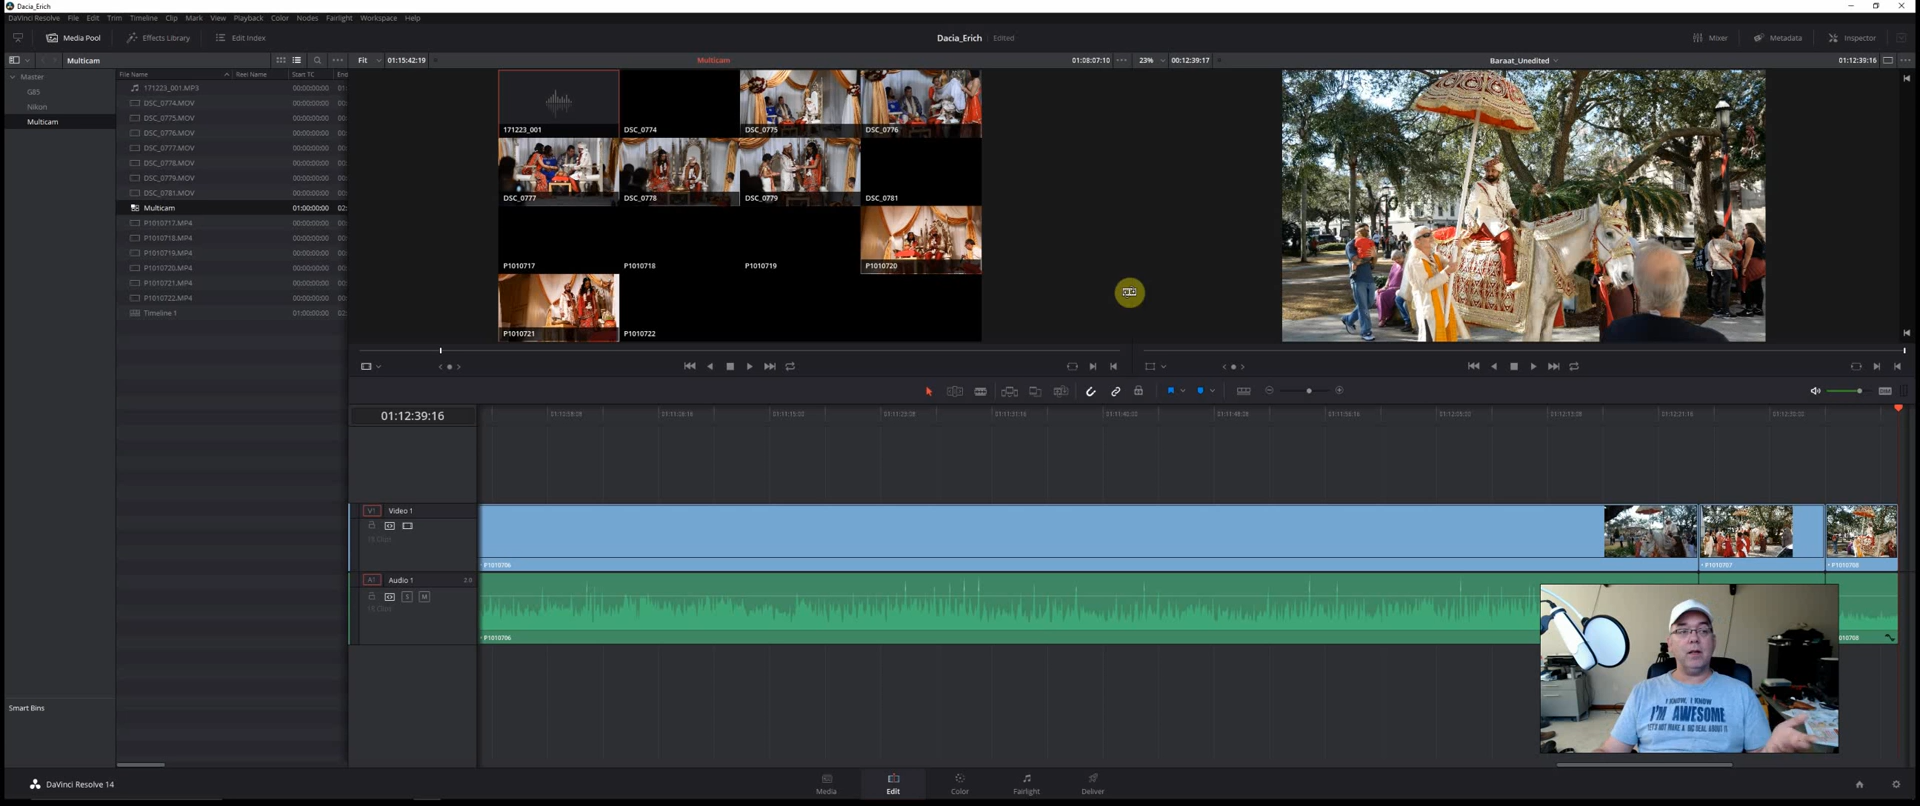 Dacia_Erich
DaVinci Resolve File Edit Trim Timeline Clip Mark View Playback Color Nodes Fairlight Workspace Help
Media Pool Effects Library Edit Index
Dacia_Erich Edited
Mixer Metadata Inspector
Multicam
Fit 01:15:42:19 Multicam 01:08:07:10
23% 00:12:39:17 Baraat_Unedited 01:12:39:16
Master
G85
Nikon
Multicam
File Name Reel Name Start TC En
171223_001.MP3 00:00:00:00 00:
DSC_0774.MOV 00:00:00:00 00:
DSC_0775.MOV 00:00:00:00 00:
DSC_0776.MOV 00:00:00:00 00:
DSC_0777.MOV 00:00:00:00 00:
DSC_0778.MOV 00:00:00:00 00:
DSC_0779.MOV 00:00:00:00 00:
DSC_0781.MOV 00:00:00:00 00:
Multicam 01:00:00:00 02:
P1010717.MP4 00:00:00:00 00:
P1010718.MP4 00:00:00:00 00:
P1010719.MP4 00:00:00:00 00:
P1010720.MP4 00:00:00:00 00:
P1010721.MP4 00:00:00:00 00:
P1010722.MP4 00:00:00:00 00:
Timeline 1 01:00:00:00 02:
171223_001 DSC_0774 DSC_0775 DSC_0776
DSC_0777 DSC_0778 DSC_0779 DSC_0781
P1010717 P1010718 P1010719 P1010720
P1010721 P1010722
01:12:39:16
V1 Video 1
A1 Audio 1 2.0
S M
P1010706 P1010707 P1010708
P1010706
I KNOW, I KNOW
I'M AWESOME
LET'S NOT MAKE A BIG DEAL ABOUT IT
Smart Bins
DaVinci Resolve 14
Media Edit Color Fairlight Deliver